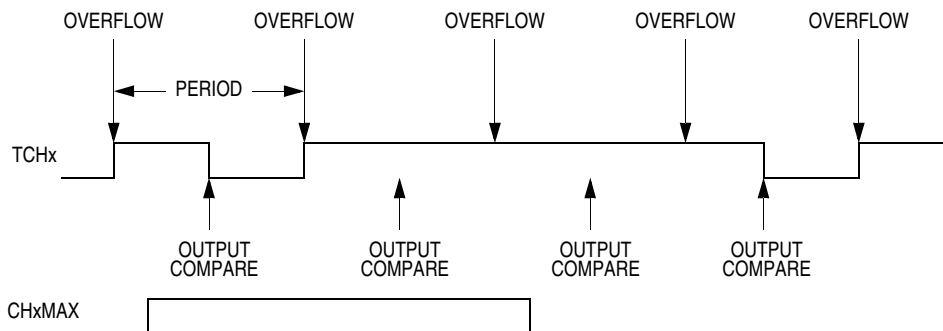 OVERFLOW OVERFLOW OVERFLOW OVERFLOW OVERFLOW
PERIOD
TCHx
OUTPUT COMPARE
OUTPUT COMPARE
OUTPUT COMPARE
OUTPUT COMPARE
CHxMAX